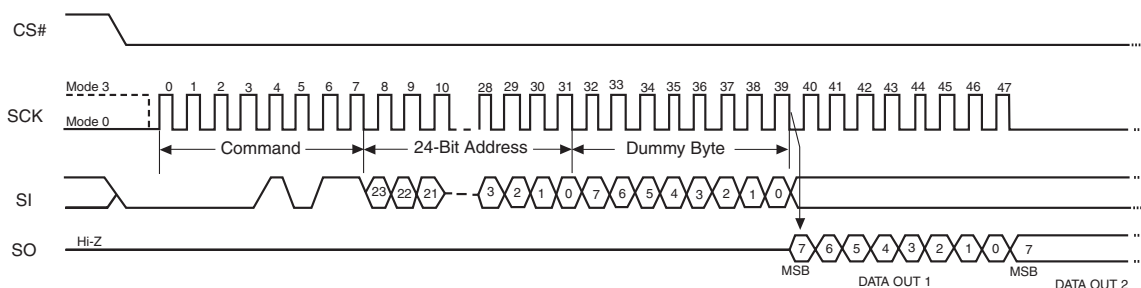 CS#
Mode 3
0 1 2 3 4 5 6 7 8 9 10 28 29 30 31 32 33 34 35 36 37 38 39 40 41 42 43 44 45 46 47
SCK
Mode 0
Command 24-Bit Address Dummy Byte
SI
23 22 21 3 2 1 0 7 6 5 4 3 2 1 0
Hi-Z
SO
7 6 5 4 3 2 1 0 7
MSB DATA OUT 1 MSB DATA OUT 2